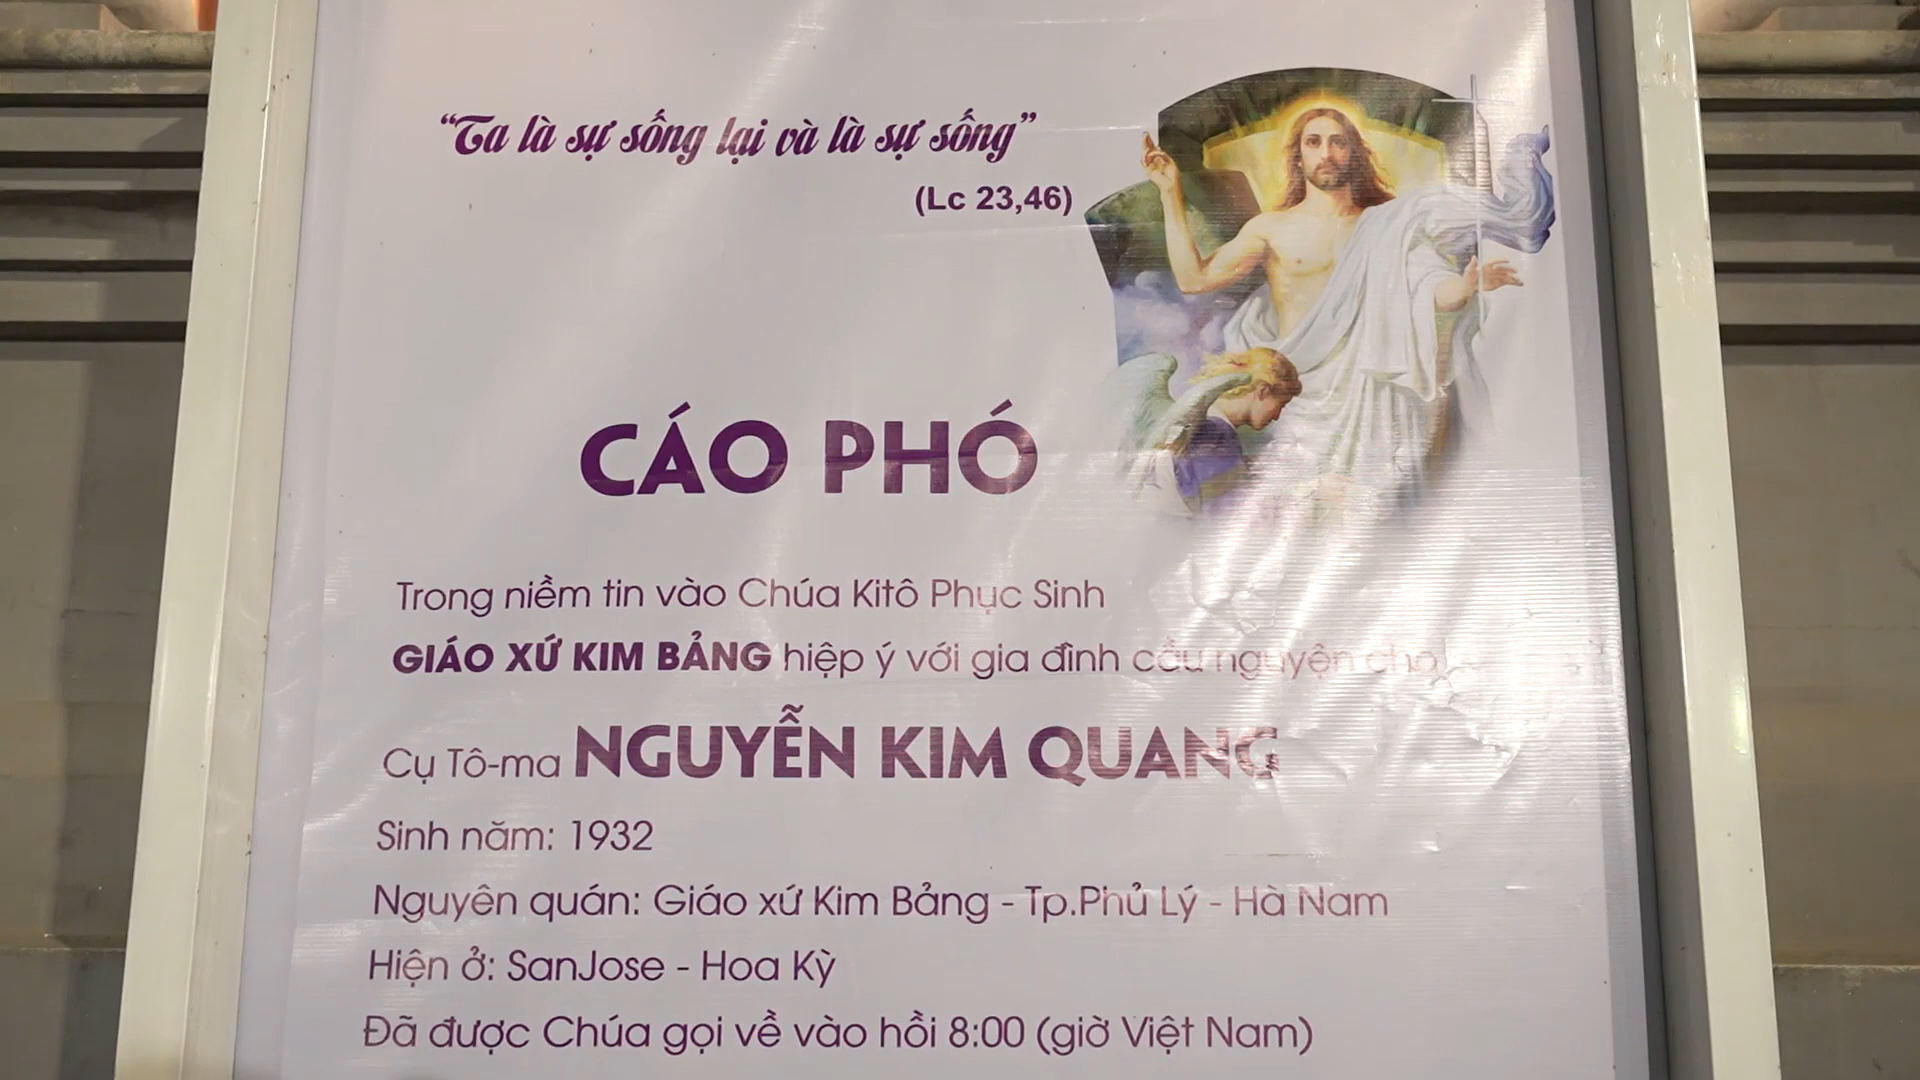 “Ta là sự sống lại và là sự sống”
(Lc 23,46)
CÁO PHÓ
Trong niềm tin vào Chúa Kitô Phục Sinh
GIÁO XỨ KIM BẢNG hiệp ý với gia đình cầu nguyện cho
Cụ Tô-ma NGUYỄN KIM QUANG
Sinh năm: 1932
Nguyên quán: Giáo xứ Kim Bảng - Tp.Phủ Lý - Hà Nam
Hiện ở: SanJose - Hoa Kỳ
Đã được Chúa gọi về vào hồi 8:00 (giờ Việt Nam)